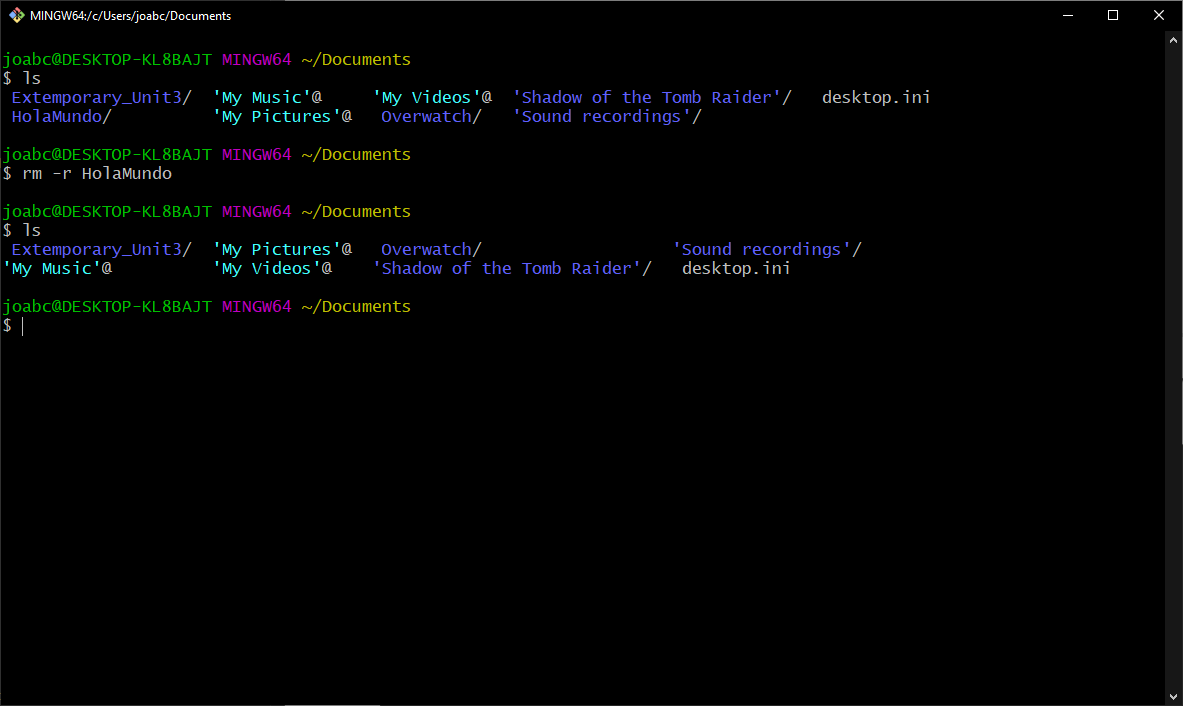 MINGW64:/c/Users/joabc/Documents
joabc@DESKTOP-KL8BAJT MINGW64 ~/Documents
$ ls
 Extemporary_Unit3/  'My Music'@     'My Videos'@  'Shadow of the Tomb Raider'/   desktop.ini
 HolaMundo/          'My Pictures'@   Overwatch/   'Sound recordings'/
joabc@DESKTOP-KL8BAJT MINGW64 ~/Documents
$ rm -r HolaMundo
joabc@DESKTOP-KL8BAJT MINGW64 ~/Documents
$ ls
 Extemporary_Unit3/  'My Pictures'@   Overwatch/                   'Sound recordings'/
'My Music'@          'My Videos'@    'Shadow of the Tomb Raider'/   desktop.ini
joabc@DESKTOP-KL8BAJT MINGW64 ~/Documents
$